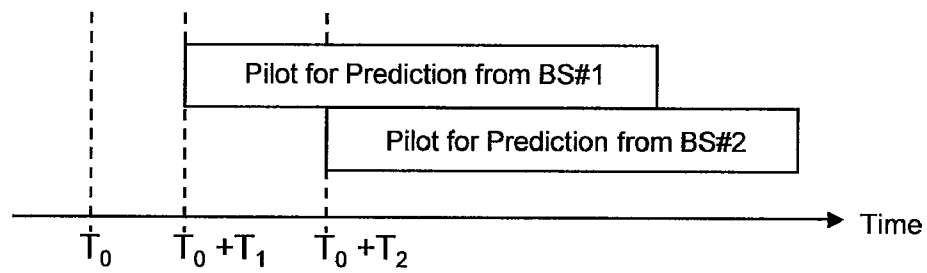 Pilot for Prediction from BS#1
Pilot for Prediction from BS#2
Time
T₀
T₀ +T₁
T₀ +T₂